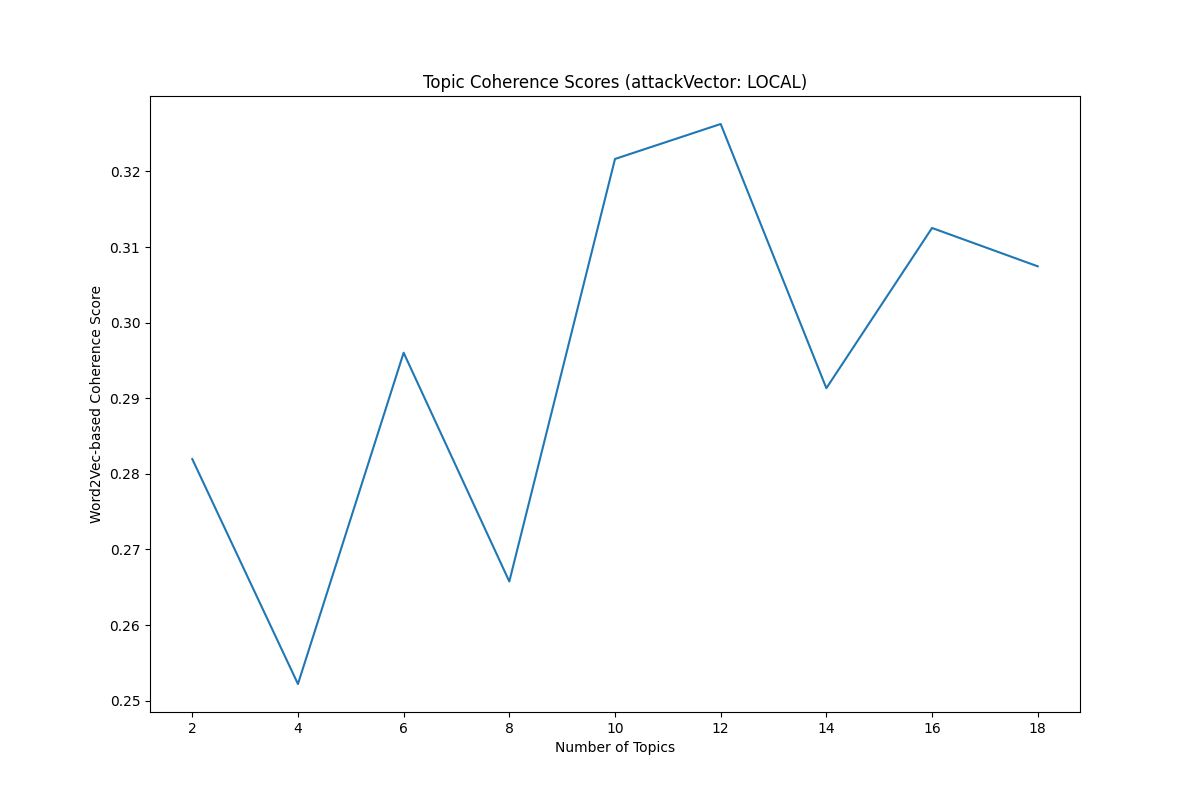 Topic Coherence Scores (attackVector: LOCAL)
Word2Vec-based Coherence Score
0.32
0.31
0.30
0.29
0.28
0.27
0.26
0.25
2 4 6 8 10 12 14 16 18
Number of Topics